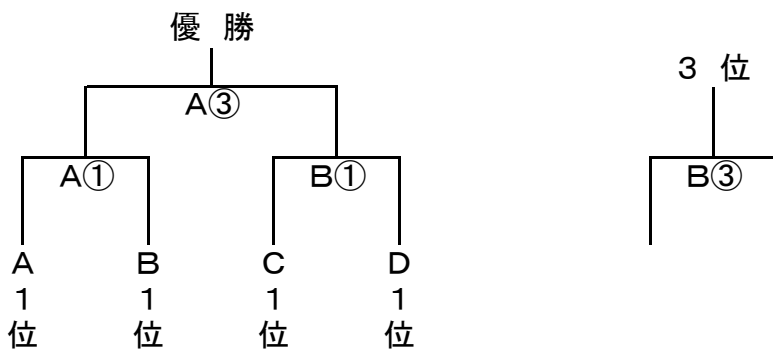 優 勝
３ 位
A③
A① B① B③
A B C D
1 1 1 1
位 位 位 位